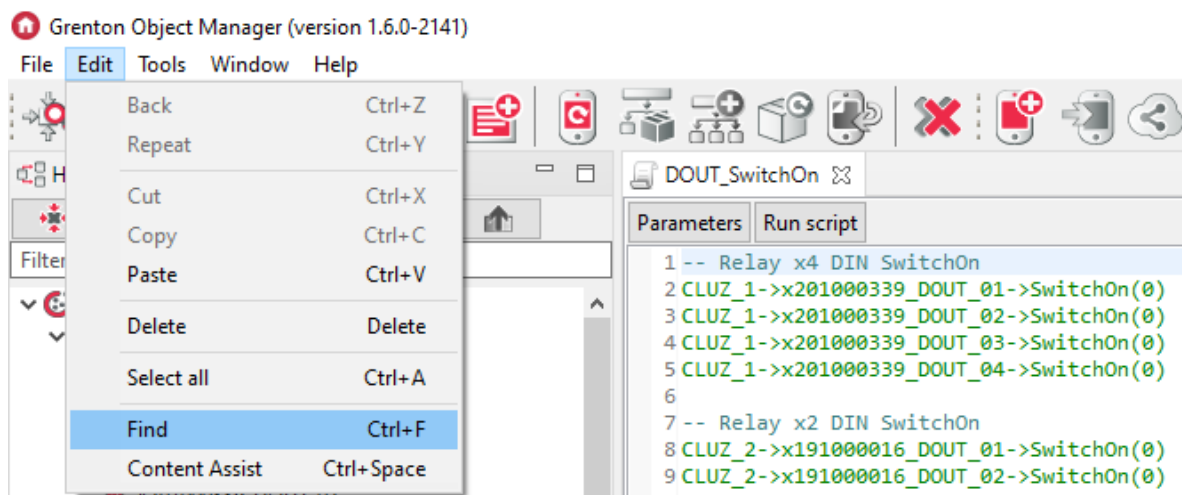 Grenton Object Manager (version 1.6.0-2141)
File Edit Tools Window Help
Back Ctrl+Z
Repeat Ctrl+Y
Cut Ctrl+X
Copy Ctrl+C
Paste Ctrl+V
Delete Delete
Select all Ctrl+A
Find Ctrl+F
Content Assist Ctrl+Space
H
Filter
DOUT_SwitchOn
Parameters Run script
1 -- Relay x4 DIN SwitchOn
2 CLUZ_1->x201000339_DOUT_01->SwitchOn(0)
3 CLUZ_1->x201000339_DOUT_02->SwitchOn(0)
4 CLUZ_1->x201000339_DOUT_03->SwitchOn(0)
5 CLUZ_1->x201000339_DOUT_04->SwitchOn(0)
6
7 -- Relay x2 DIN SwitchOn
8 CLUZ_2->x191000016_DOUT_01->SwitchOn(0)
9 CLUZ_2->x191000016_DOUT_02->SwitchOn(0)